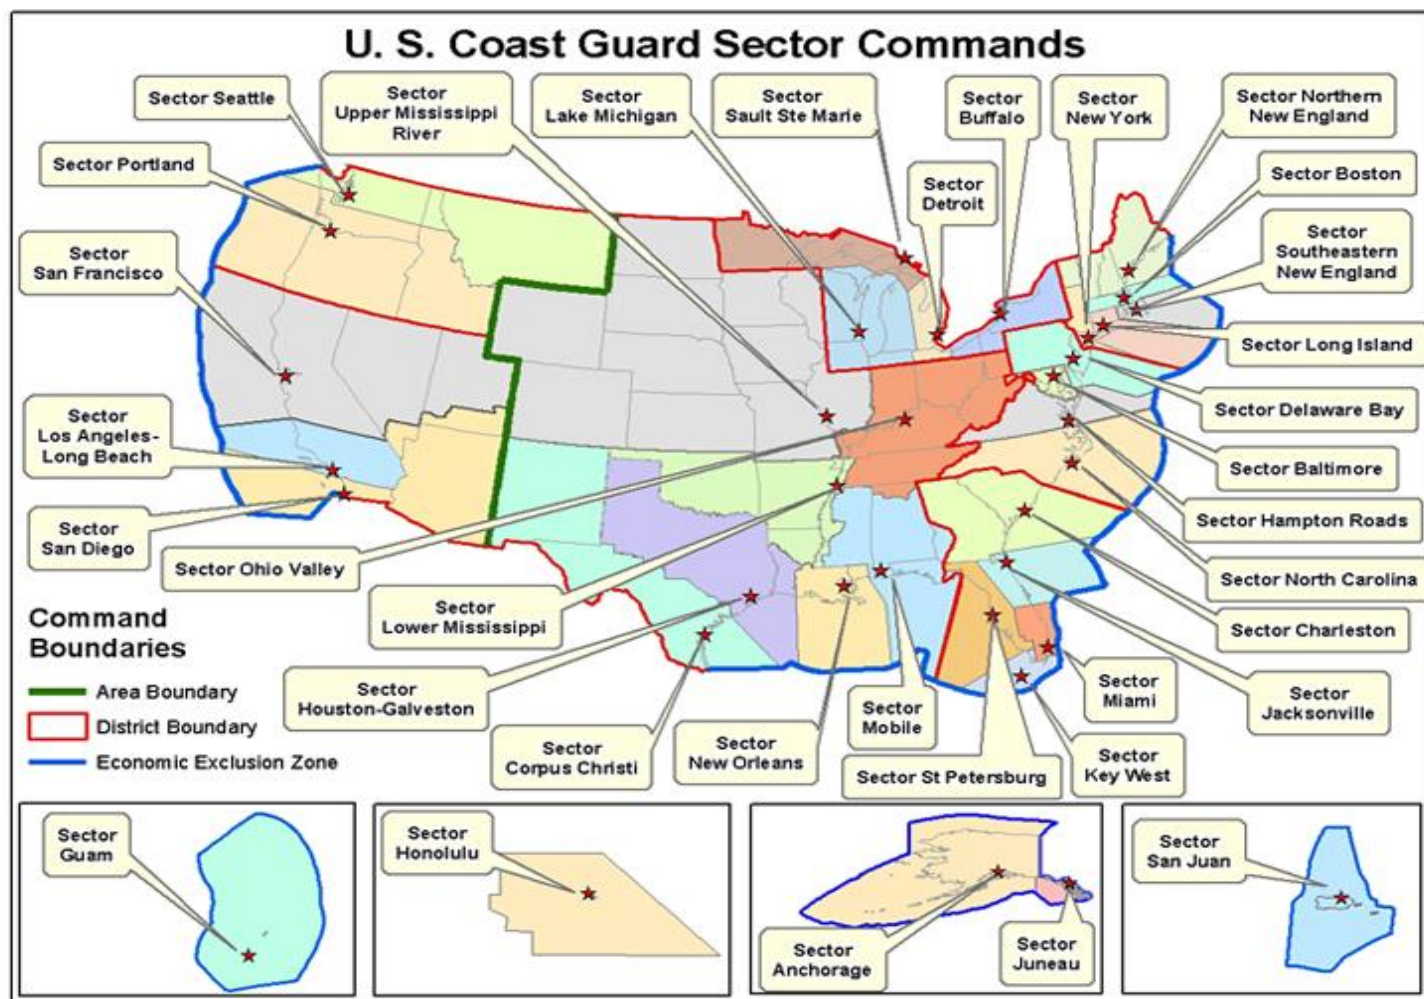 U. S. Coast Guard Sector Commands
Sector Seattle
Sector
Upper Mississippi
River
Sector
Lake Michigan
Sector
Sault Ste Marie
Sector
Buffalo
Sector
New York
Sector Northern
New England
Sector Portland
Sector
Detroit
Sector Boston
Sector
San Francisco
Sector
Southeastern
New England
Sector Long Island
Sector
Los Angeles-
Long Beach
Sector Delaware Bay
Sector Baltimore
Sector
San Diego
Sector Hampton Roads
Sector Ohio Valley
Sector North Carolina
Sector
Lower Mississippi
Sector Charleston
Sector
Houston-Galveston
Sector
Corpus Christi
Sector
New Orleans
Sector
Mobile
Sector St Petersburg
Sector
Key West
Sector
Miami
Sector
Jacksonville
Command
Boundaries
Area Boundary
District Boundary
Economic Exclusion Zone
Sector
Guam
Sector
Honolulu
Sector
Anchorage
Sector
Juneau
Sector
San Juan